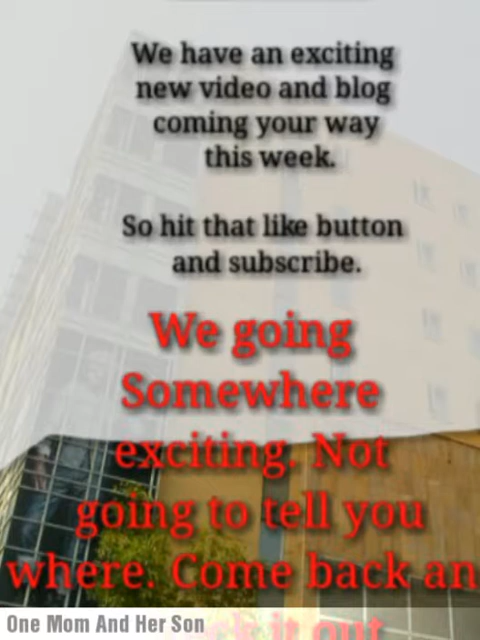 We have an exciting
new video and blog
coming your way
this week.
So hit that like button
and subscribe.
We going
Somewhere
exciting. Not
going to tell you
where. Come back an
it out
One Mom And Her Son